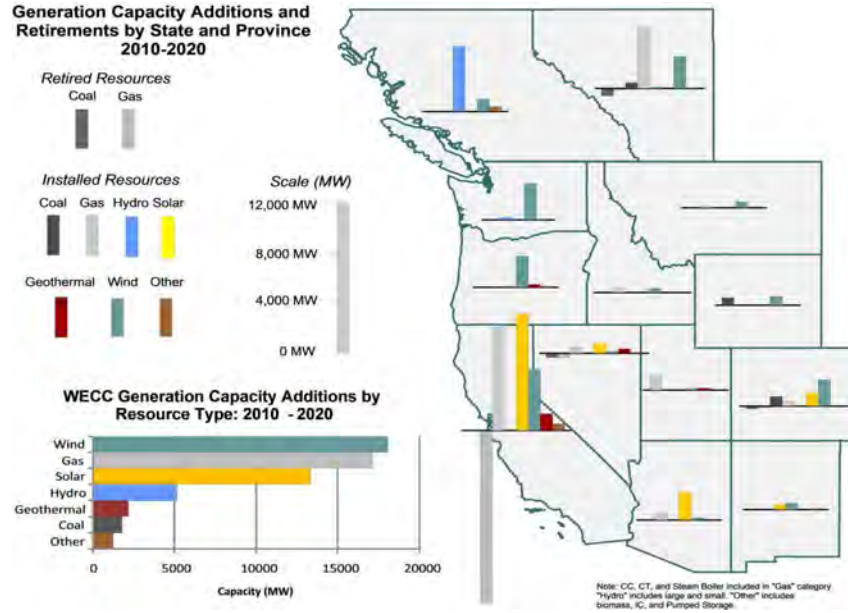 Generation Capacity Additions and
Retirements by State and Province
2010-2020
Retired Resources
Coal Gas
Installed Resources
Coal Gas Hydro Solar
Geothermal Wind Other
Scale (MW)
12,000 MW
8,000 MW
4,000 MW
0 MW
WECC Generation Capacity Additions by
Resource Type: 2010 - 2020
Wind
Gas
Solar
Hydro
Geothermal
Coal
Other
0 5000 10000 15000 20000
Capacity (MW)
Note: CC, CT, and Steam Boiler included in "Gas" category
"Hydro" includes large and small. "Other" includes
biomass, IC, and Pumped Storage.